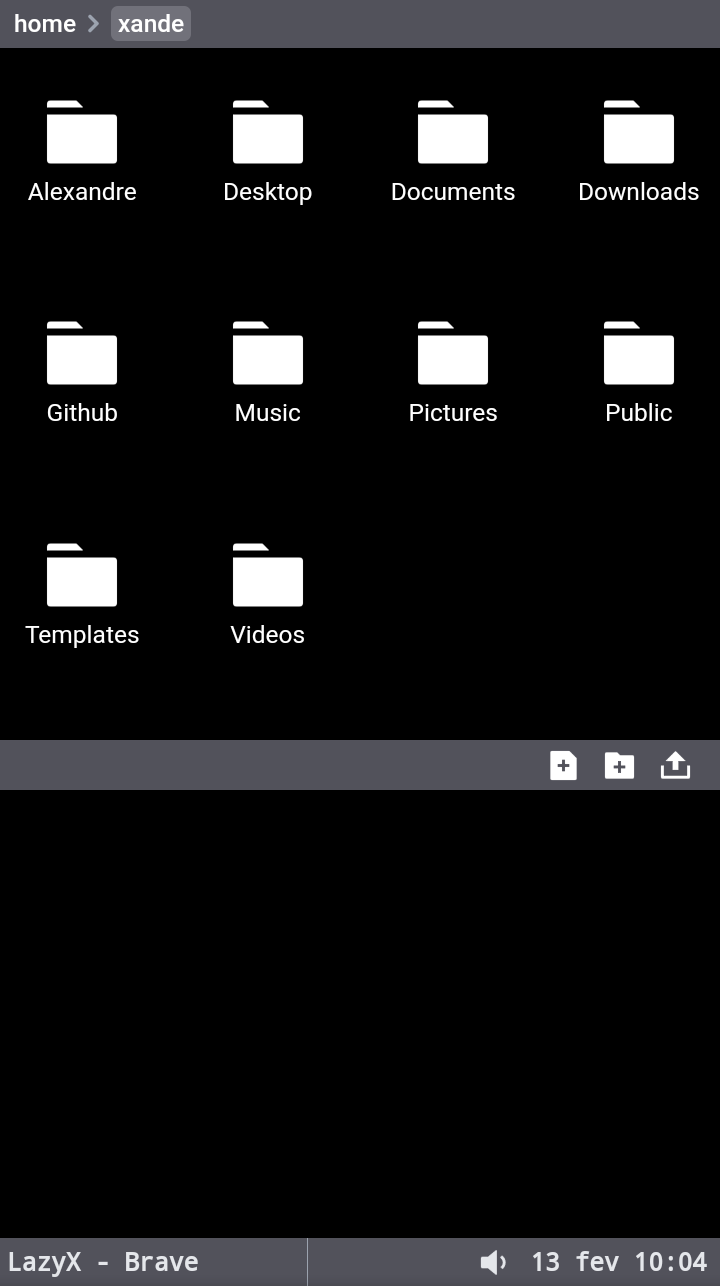 home xande
Alexandre Desktop Documents Downloads
Github Music Pictures Public
Templates Videos
LazyX - Brave 13 fev 10:04